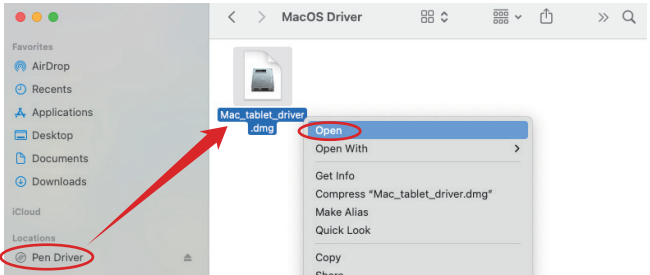 MacOS Driver
Favorites
AirDrop
Recents
Applications
Desktop
Documents
Downloads
iCloud
Locations
Pen Driver
Mac_tablet_driver
.dmg
Open
Open With
Get Info
Compress “Mac_tablet_driver.dmg”
Make Alias
Quick Look
Copy
Share